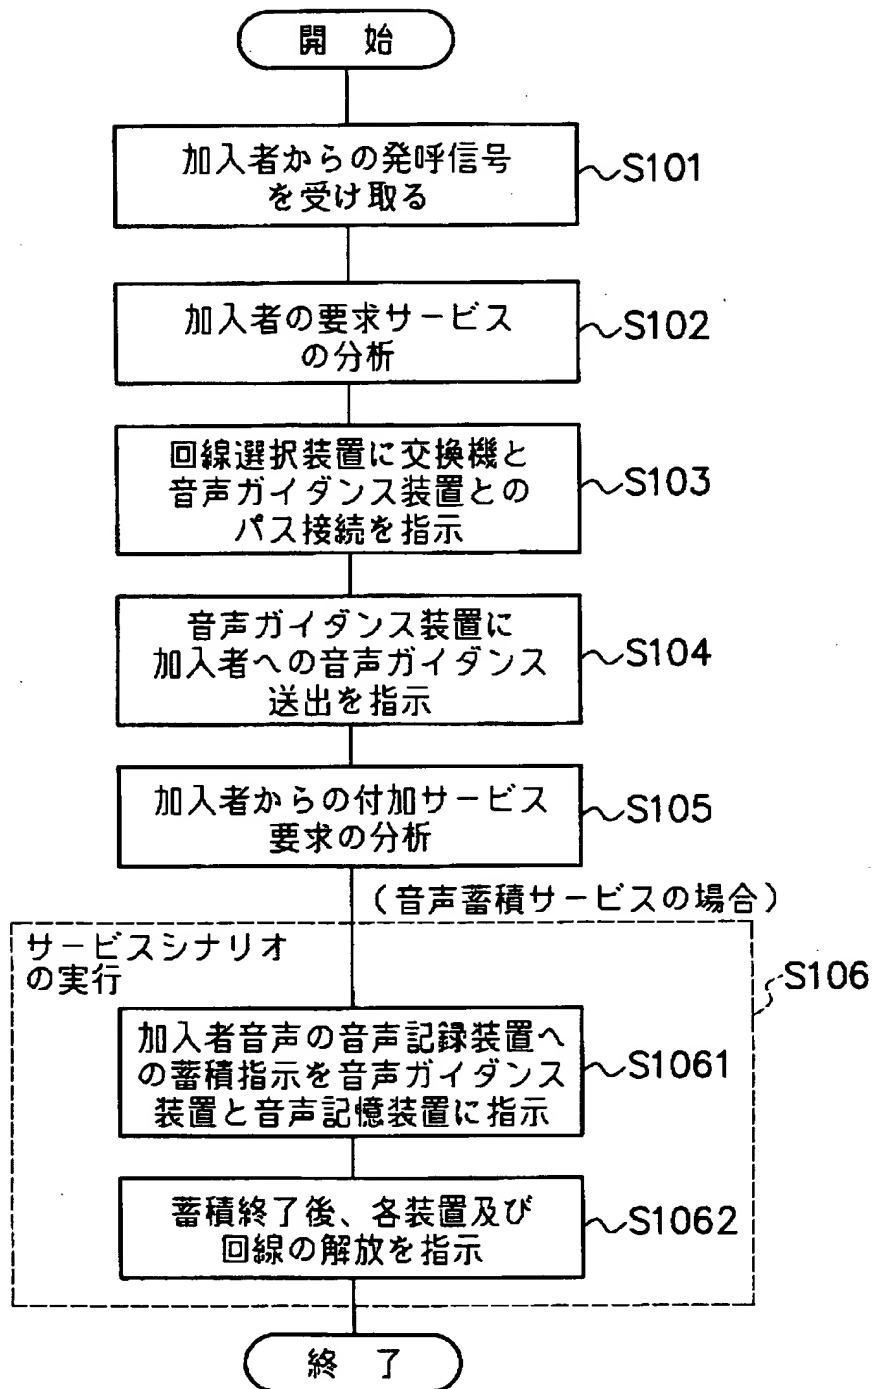 開 始
加入者からの発呼信号
を受け取る
S101
加入者の要求サービス
の分析
S102
回線選択装置に交換機と
音声ガイダンス装置との
パス接続を指示
S103
音声ガイダンス装置に
加入者への音声ガイダンス
送出を指示
S104
加入者からの付加サービス
要求の分析
S105
(音声蓄積サービスの場合)
サービスシナリオ
の実行
S106
加入者音声の音声記録装置へ
の蓄積指示を音声ガイダンス
装置と音声記憶装置に指示
S1061
蓄積終了後、各装置及び
回線の解放を指示
S1062
終 了